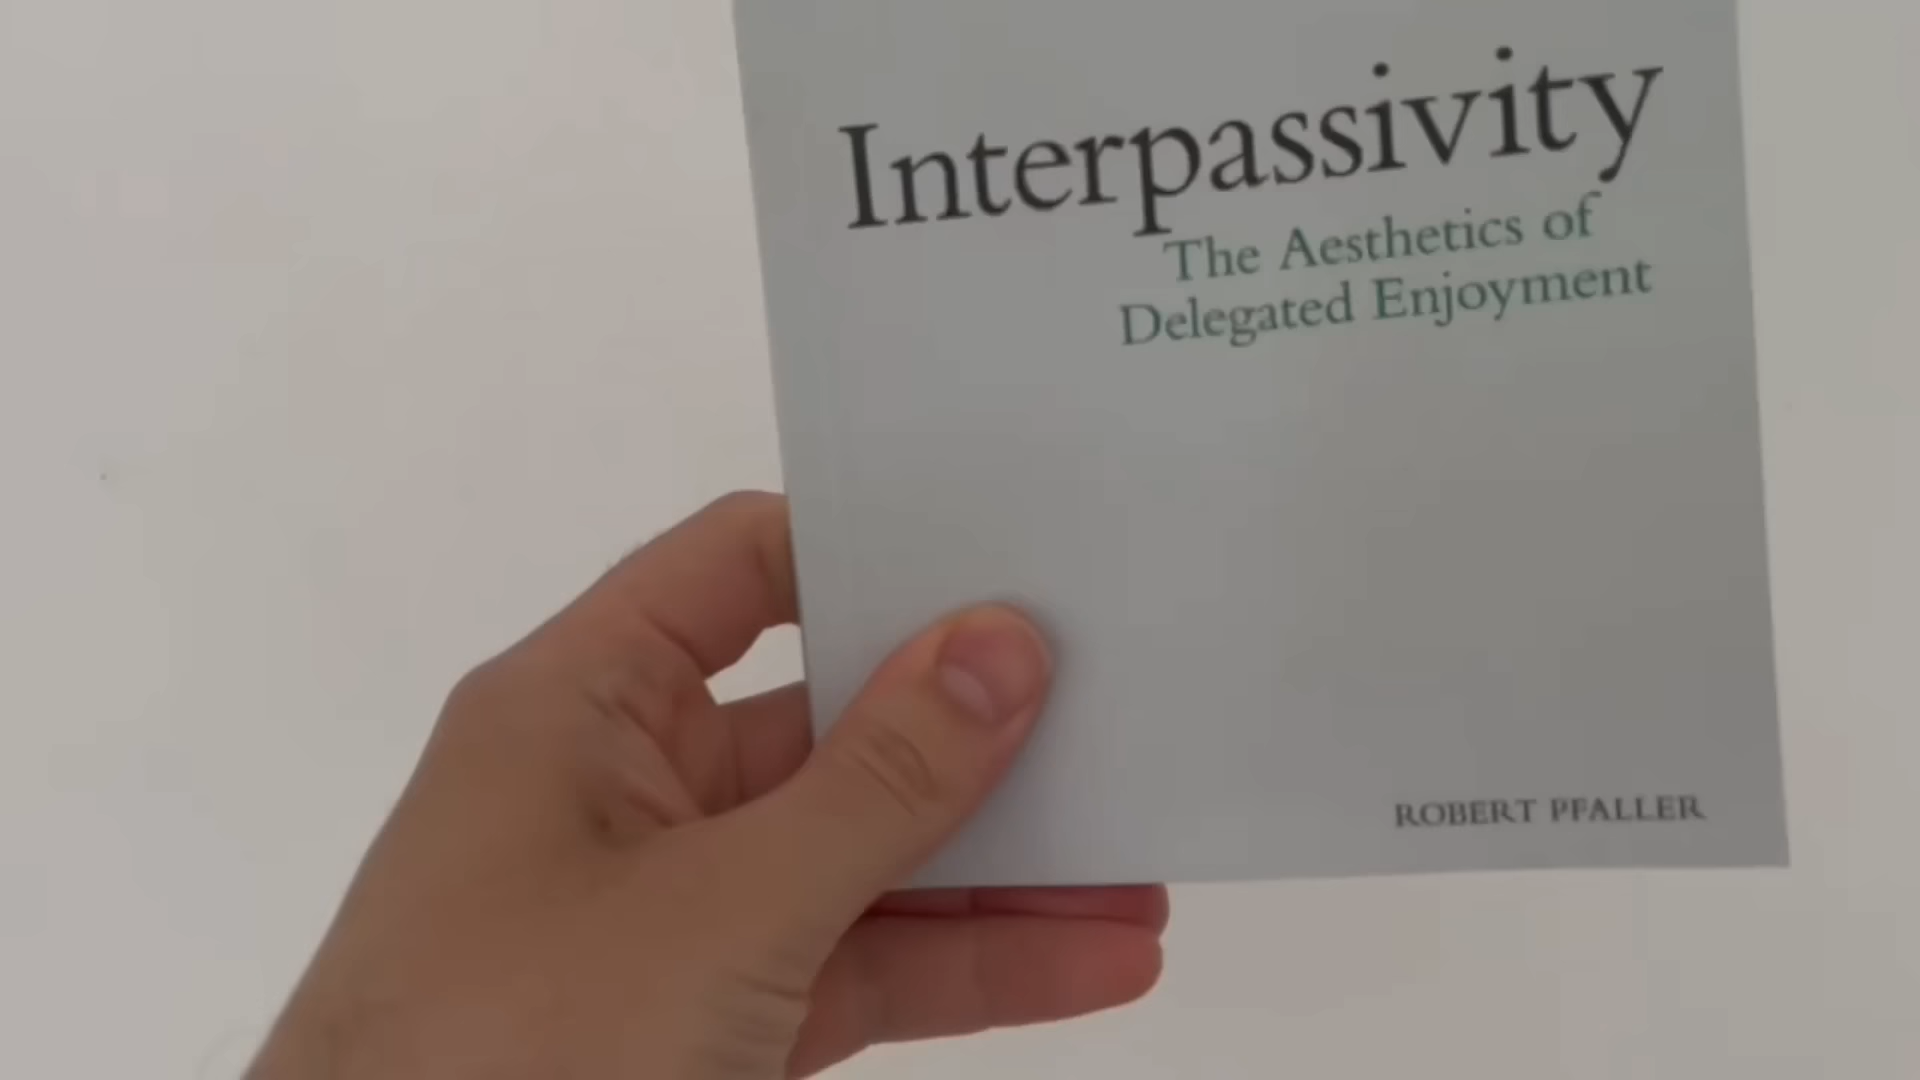 Interpassivity
The Aesthetics of
Delegated Enjoyment
ROBERT PFALLER